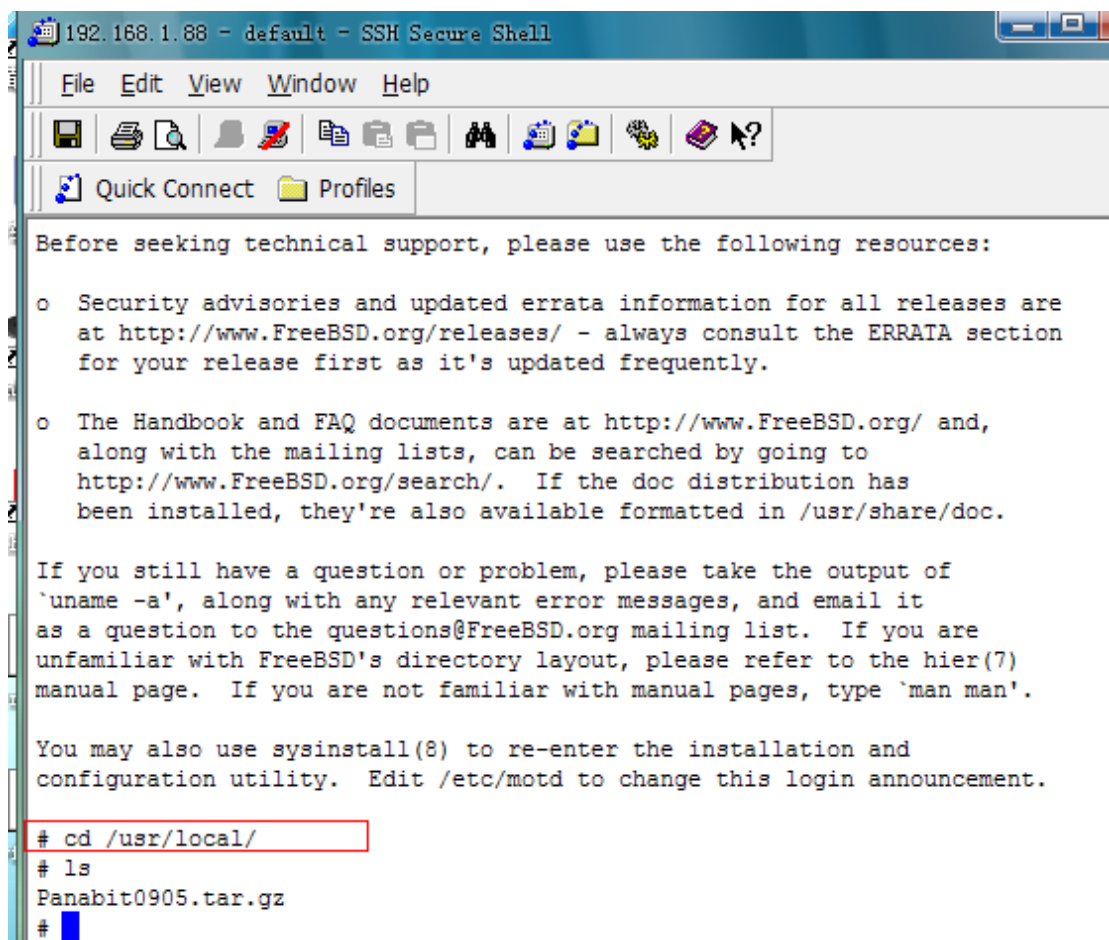 192.168.1.88 - default - SSH Secure Shell
File Edit View Window Help
Quick Connect Profiles
Before seeking technical support, please use the following resources:
o Security advisories and updated errata information for all releases are
at http://www.FreeBSD.org/releases/ - always consult the ERRATA section
for your release first as it's updated frequently.
o The Handbook and FAQ documents are at http://www.FreeBSD.org/ and,
along with the mailing lists, can be searched by going to
http://www.FreeBSD.org/search/. If the doc distribution has
been installed, they're also available formatted in /usr/share/doc.
If you still have a question or problem, please take the output of
`uname -a', along with any relevant error messages, and email it
as a question to the questions@FreeBSD.org mailing list. If you are
unfamiliar with FreeBSD's directory layout, please refer to the hier(7)
manual page. If you are not familiar with manual pages, type `man man'.
You may also use sysinstall(8) to re-enter the installation and
configuration utility. Edit /etc/motd to change this login announcement.
# cd /usr/local/
# ls
Panabit0905.tar.gz
#